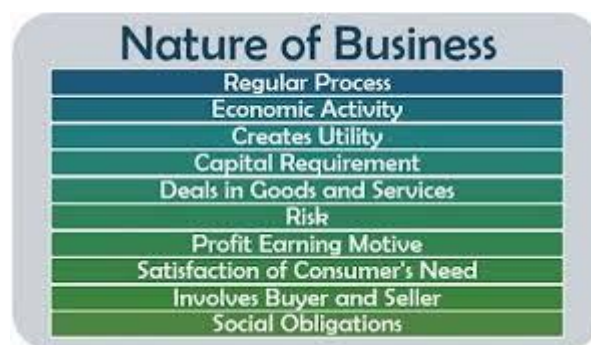 Nature of Business
Regular Process
Economic Activity
Creates Utility
Capital Requirement
Deals in Goods and Services
Risk
Profit Earning Motive
Satisfaction of Consumer's Need
Involves Buyer and Seller
Social Obligations